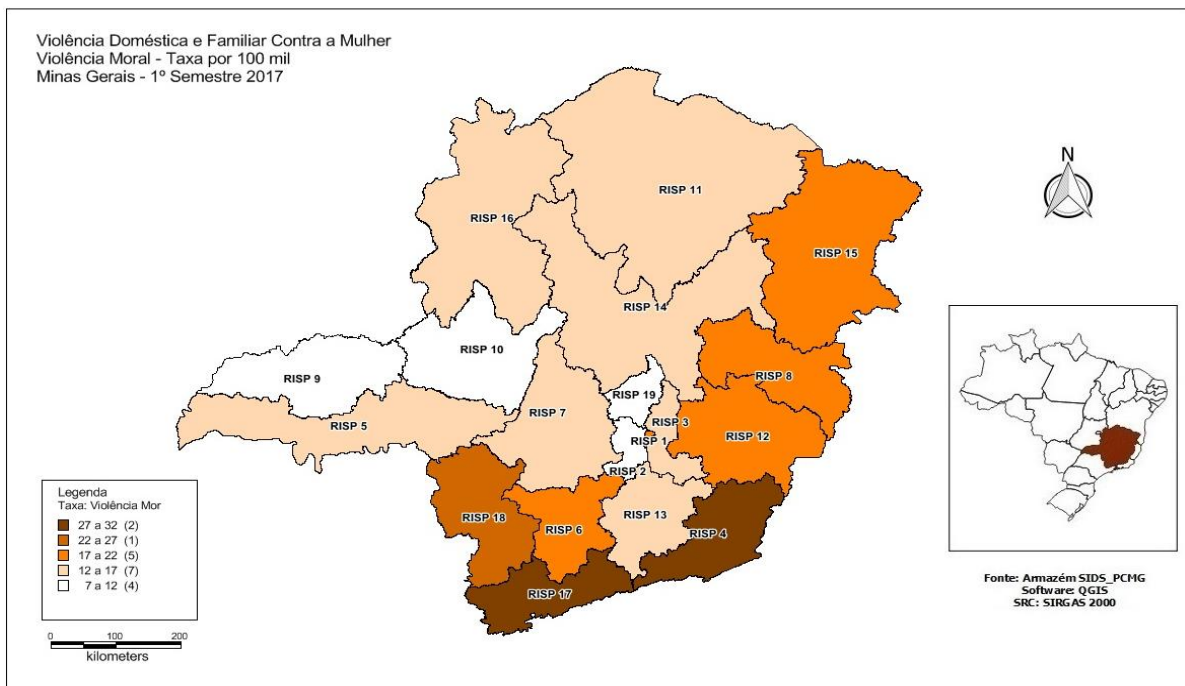 Violência Doméstica e Familiar Contra a Mulher
Violência Moral - Taxa por 100 mil
Minas Gerais - 1º Semestre 2017
N
RISP 11
RISP 16
RISP 15
RISP 14
RISP 10
RISP 9
RISP 8
RISP 19
RISP 7
RISP 3
RISP 5
RISP 1
RISP 12
RISP 2
RISP 13
RISP 18
RISP 6
RISP 4
RISP 17
Legenda
Taxa: Violência Mor
27 a 32 (2)
22 a 27 (1)
17 a 22 (5)
12 a 17 (7)
7 a 12 (4)
0 100 200
kilometers
Fonte: Armazém SIDS_PCMG
Software: QGIS
SRC: SIRGAS 2000